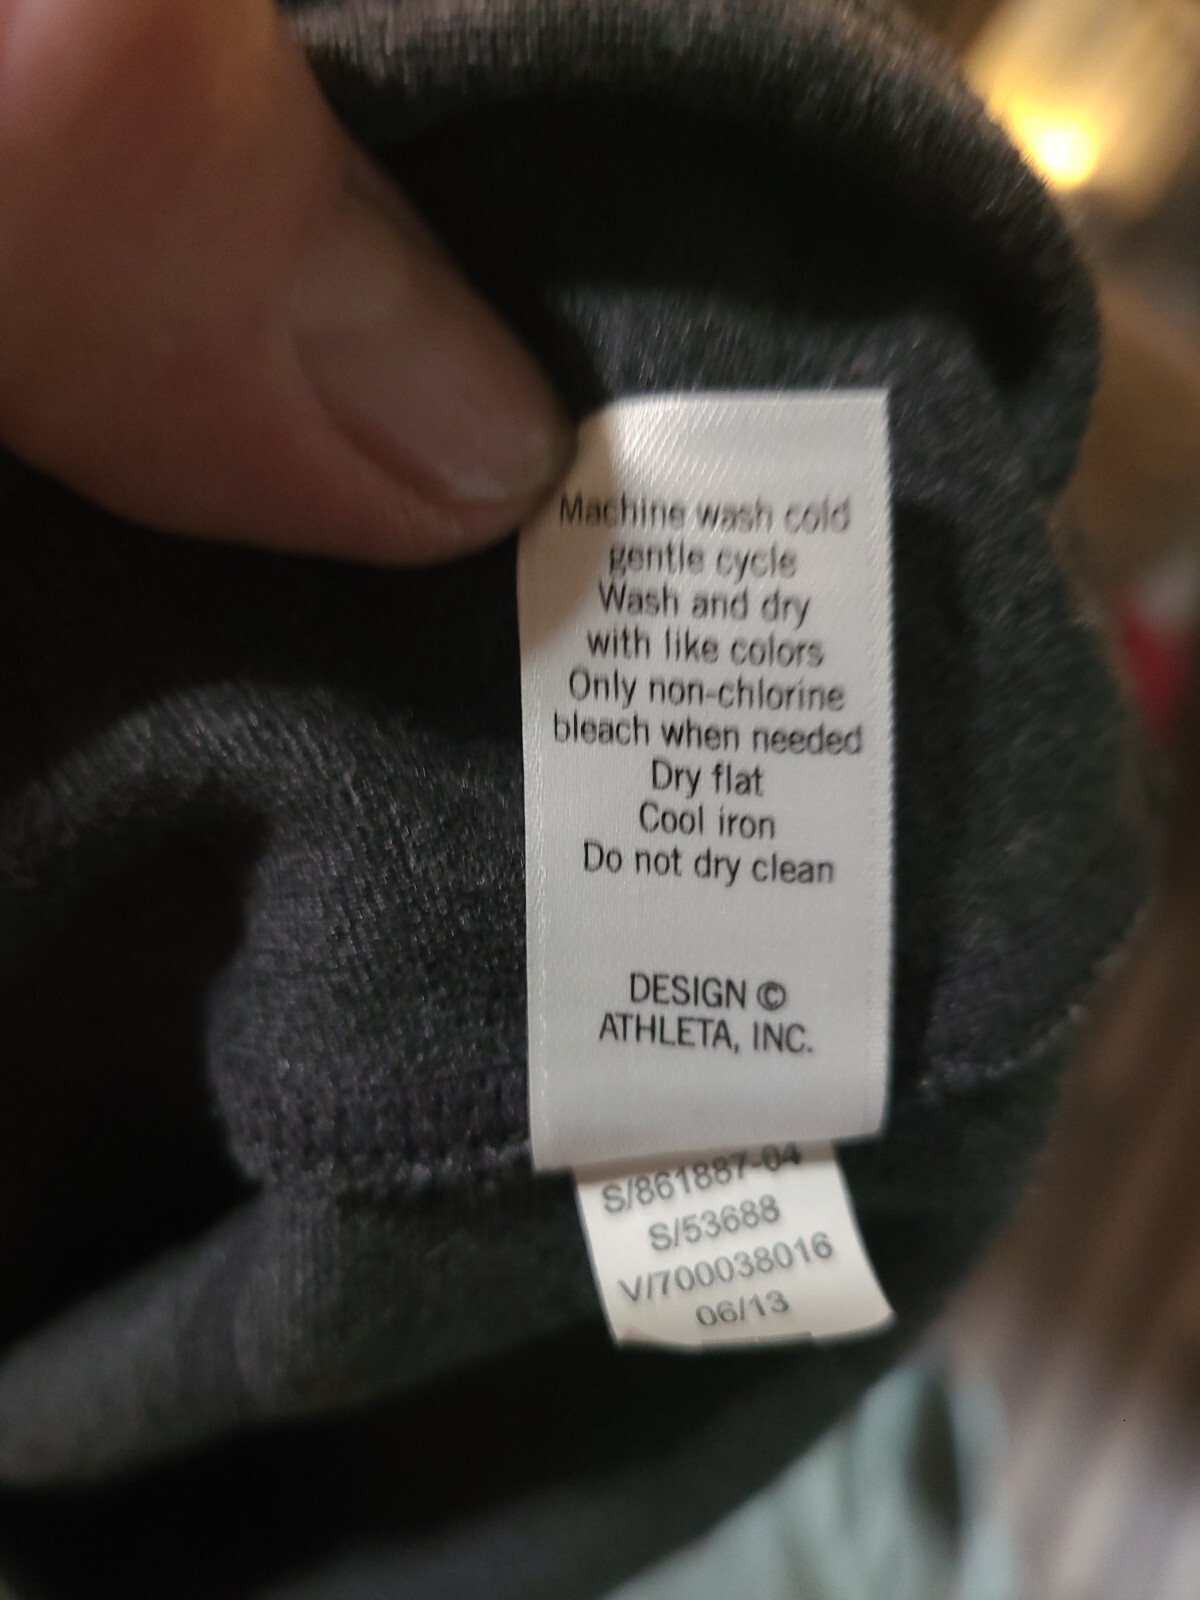 Machine wash cold
gentle cycle
Wash and dry
with like colors
Only non-chlorine
bleach when needed
Dry flat
Cool iron
Do not dry clean
DESIGN ©
ATHLETA, INC.
S/861887-04
S/53688
V/700038016
06/13